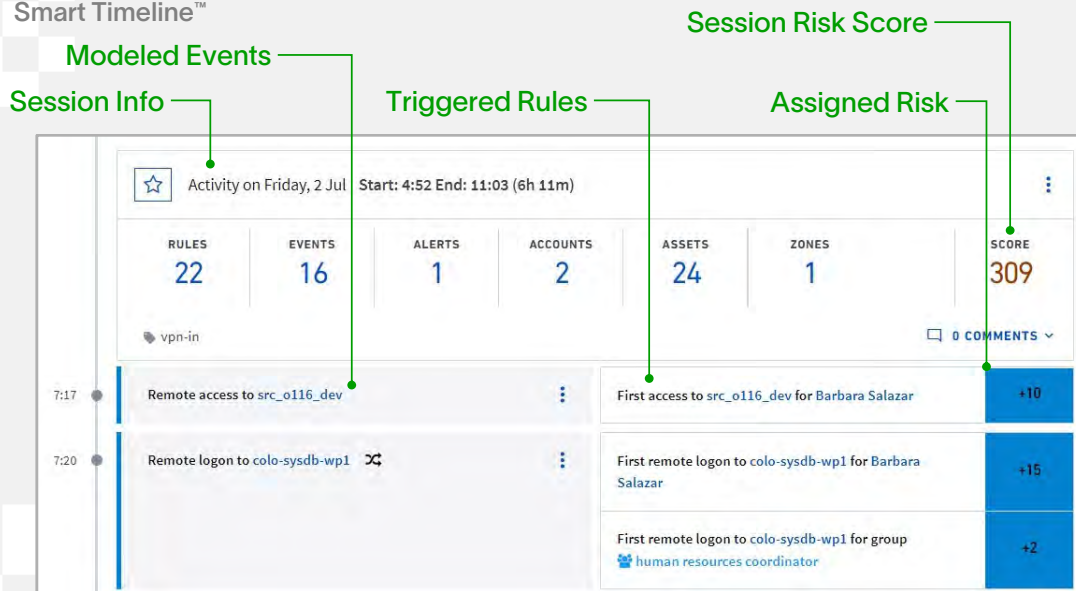 Smart Timeline™
Session Risk Score
Modeled Events
Session Info
Triggered Rules
Assigned Risk
Activity on Friday, 2 Jul Start: 4:52 End: 11:03 (6h 11m)
RULES EVENTS ALERTS ACCOUNTS ASSETS ZONES SCORE
22 16 1 2 24 1 309
vpn-in
0 COMMENTS
7:17 Remote access to src_o116_dev First access to src_o116_dev for Barbara Salazar +10
7:20 Remote logon to colo-sysdb-wp1 First remote logon to colo-sysdb-wp1 for Barbara
Salazar +15
First remote logon to colo-sysdb-wp1 for group
human resources coordinator +2